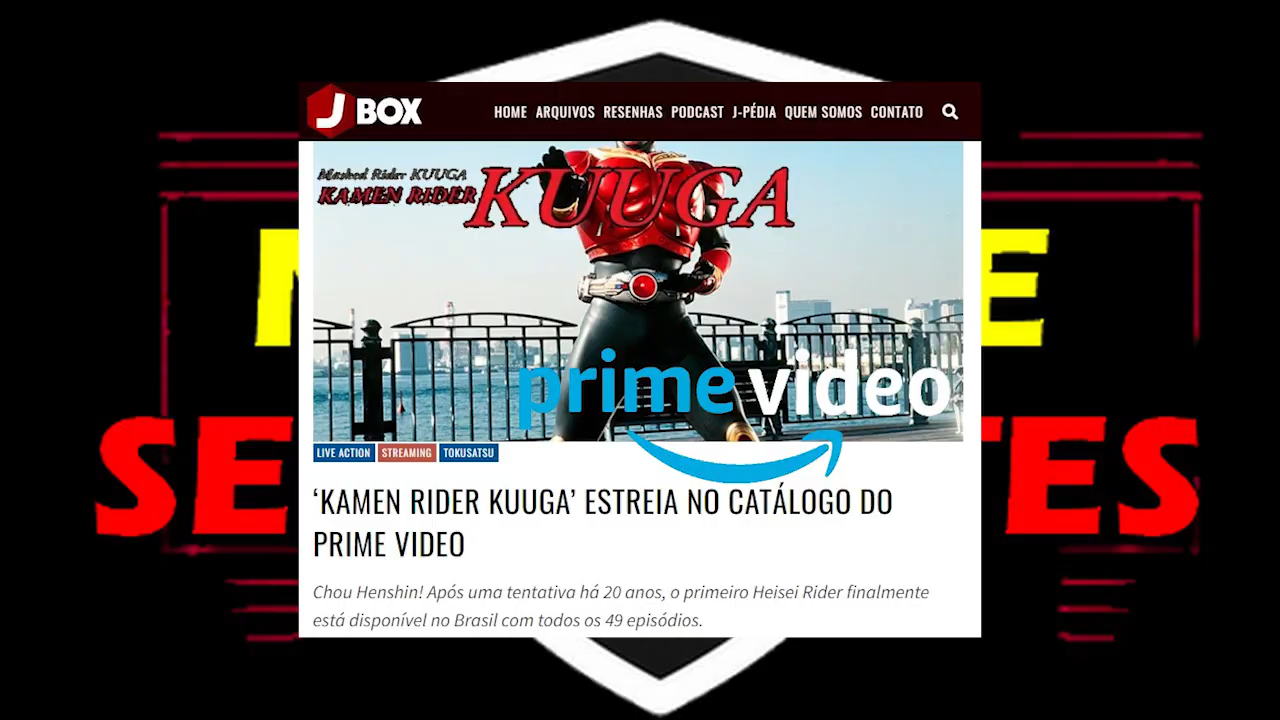 J BOX
HOME ARQUIVOS RESENHAS PODCAST J-PÉDIA QUEM SOMOS CONTATO
Masked Rider KUUGA
KAMEN RIDER KUUGA
prime video
LIVE ACTION STREAMING TOKUSATSU
‘KAMEN RIDER KUUGA’ ESTREIA NO CATÁLOGO DO
PRIME VIDEO
Chou Henshin! Após uma tentativa há 20 anos, o primeiro Heisei Rider finalmente
está disponível no Brasil com todos os 49 episódios.